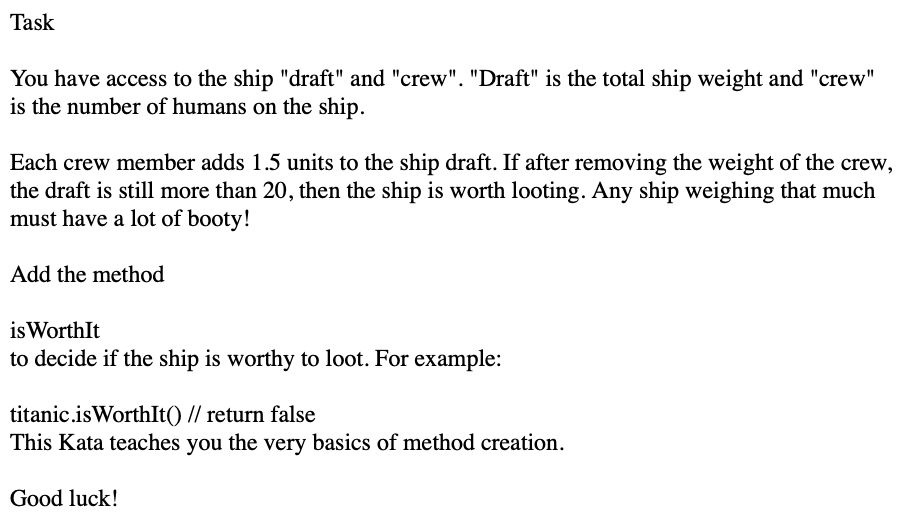 Task
You have access to the ship "draft" and "crew". "Draft" is the total ship weight and "crew"
is the number of humans on the ship.
Each crew member adds 1.5 units to the ship draft. If after removing the weight of the crew,
the draft is still more than 20, then the ship is worth looting. Any ship weighing that much
must have a lot of booty!
Add the method
isWorthIt
to decide if the ship is worthy to loot. For example:
titanic.isWorthIt() // return false
This Kata teaches you the very basics of method creation.
Good luck!